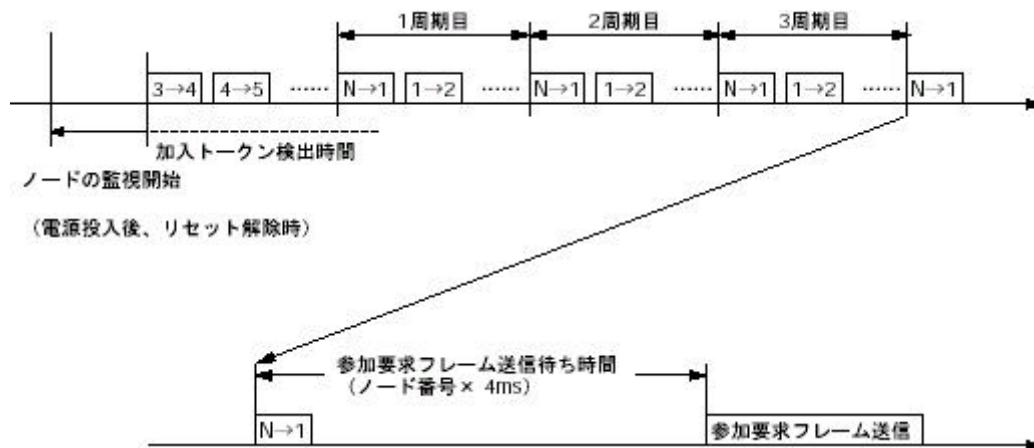 1周期目 2周期目 3周期目
3→4 4→5 …… N→1 1→2 …… N→1 1→2 …… N→1 1→2 …… N→1
加入トークン検出時間
ノードの監視開始
（電源投入後、リセット解除時）
参加要求フレーム送信待ち時間
（ノード番号× 4ms）
N→1 参加要求フレーム送信